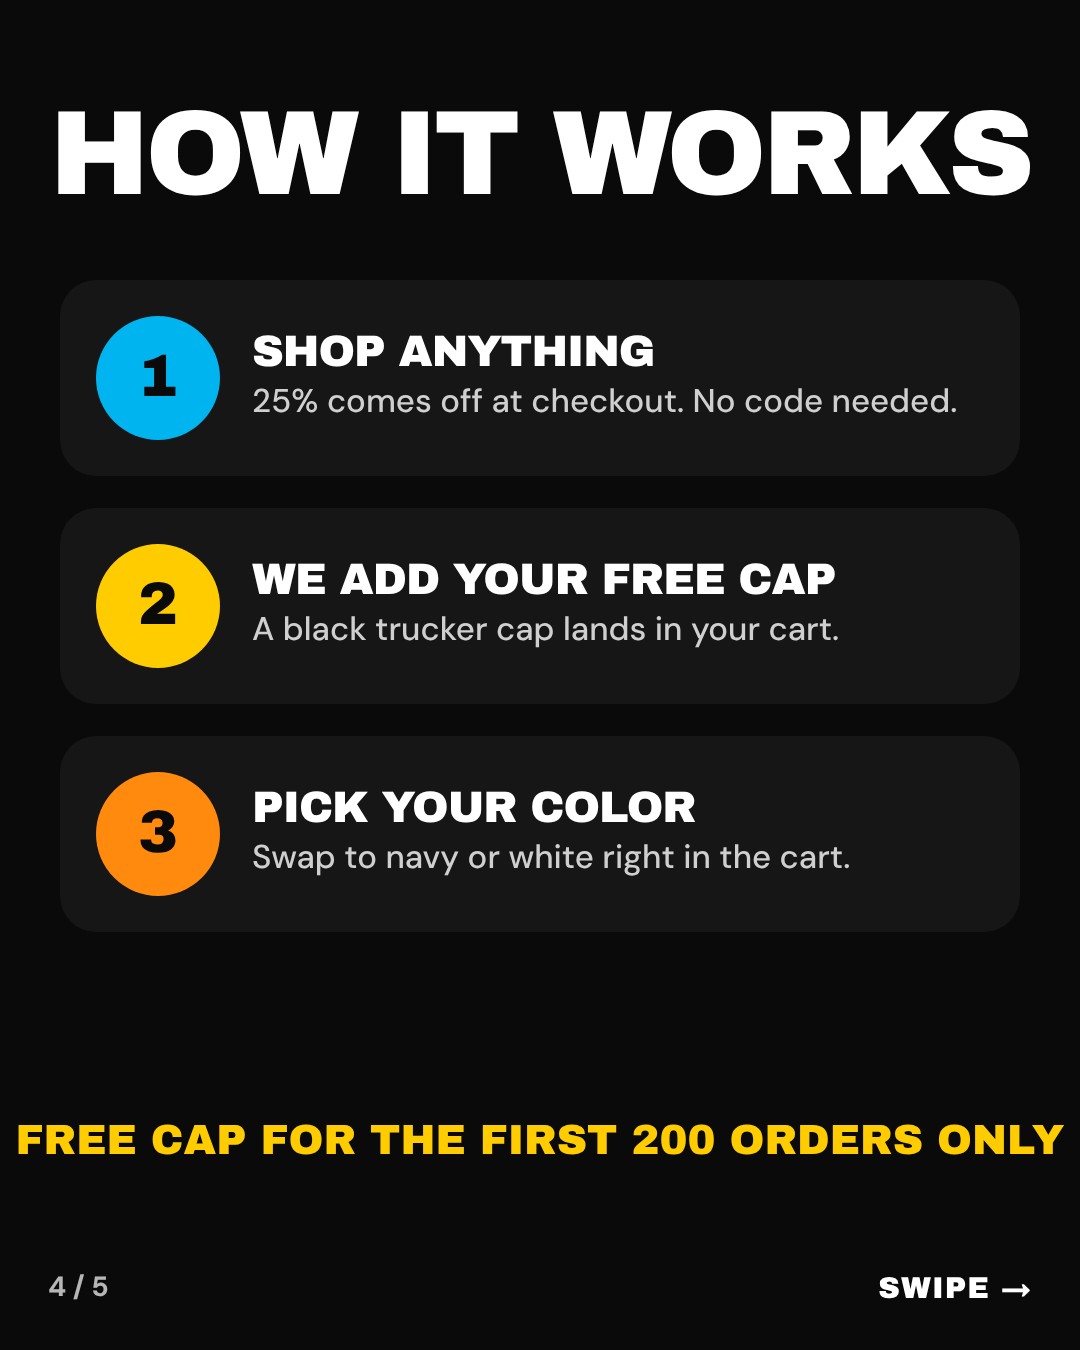 HOW IT WORKS
1
SHOP ANYTHING
25% comes off at checkout. No code needed.
2
WE ADD YOUR FREE CAP
A black trucker cap lands in your cart.
3
PICK YOUR COLOR
Swap to navy or white right in the cart.
FREE CAP FOR THE FIRST 200 ORDERS ONLY
4 / 5
SWIPE →